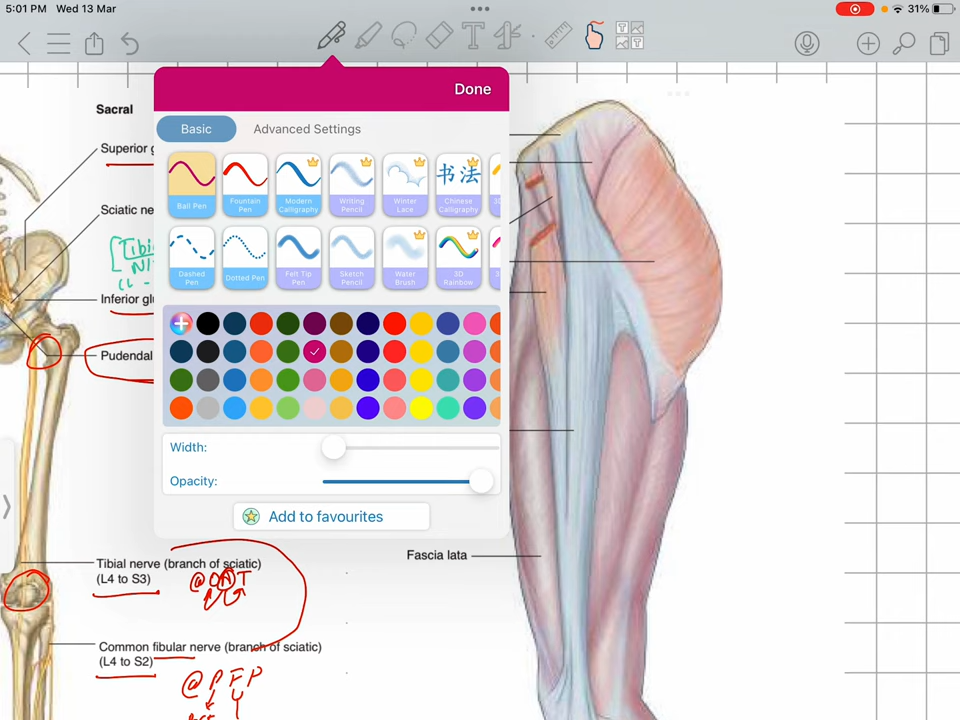 5:01 PM Wed 13 Mar
31%
Done
Basic
Advanced Settings
Ball Pen
Fountain Pen
Modern Calligraphy
Writing Pencil
Winter Lace
书法
Chinese Calligraphy
Dashed Pen
Dotted Pen
Felt Tip Pen
Sketch Pencil
Water Brush
3D Rainbow
Width:
Opacity:
Add to favourites
Sacral
Superior g
Sciatic ne
Inferior glu
Pudendal
Tibial nerve (branch of sciatic)
(L4 to S3)
Common fibular nerve (branch of sciatic)
(L4 to S2)
@ P F P
Fascia lata